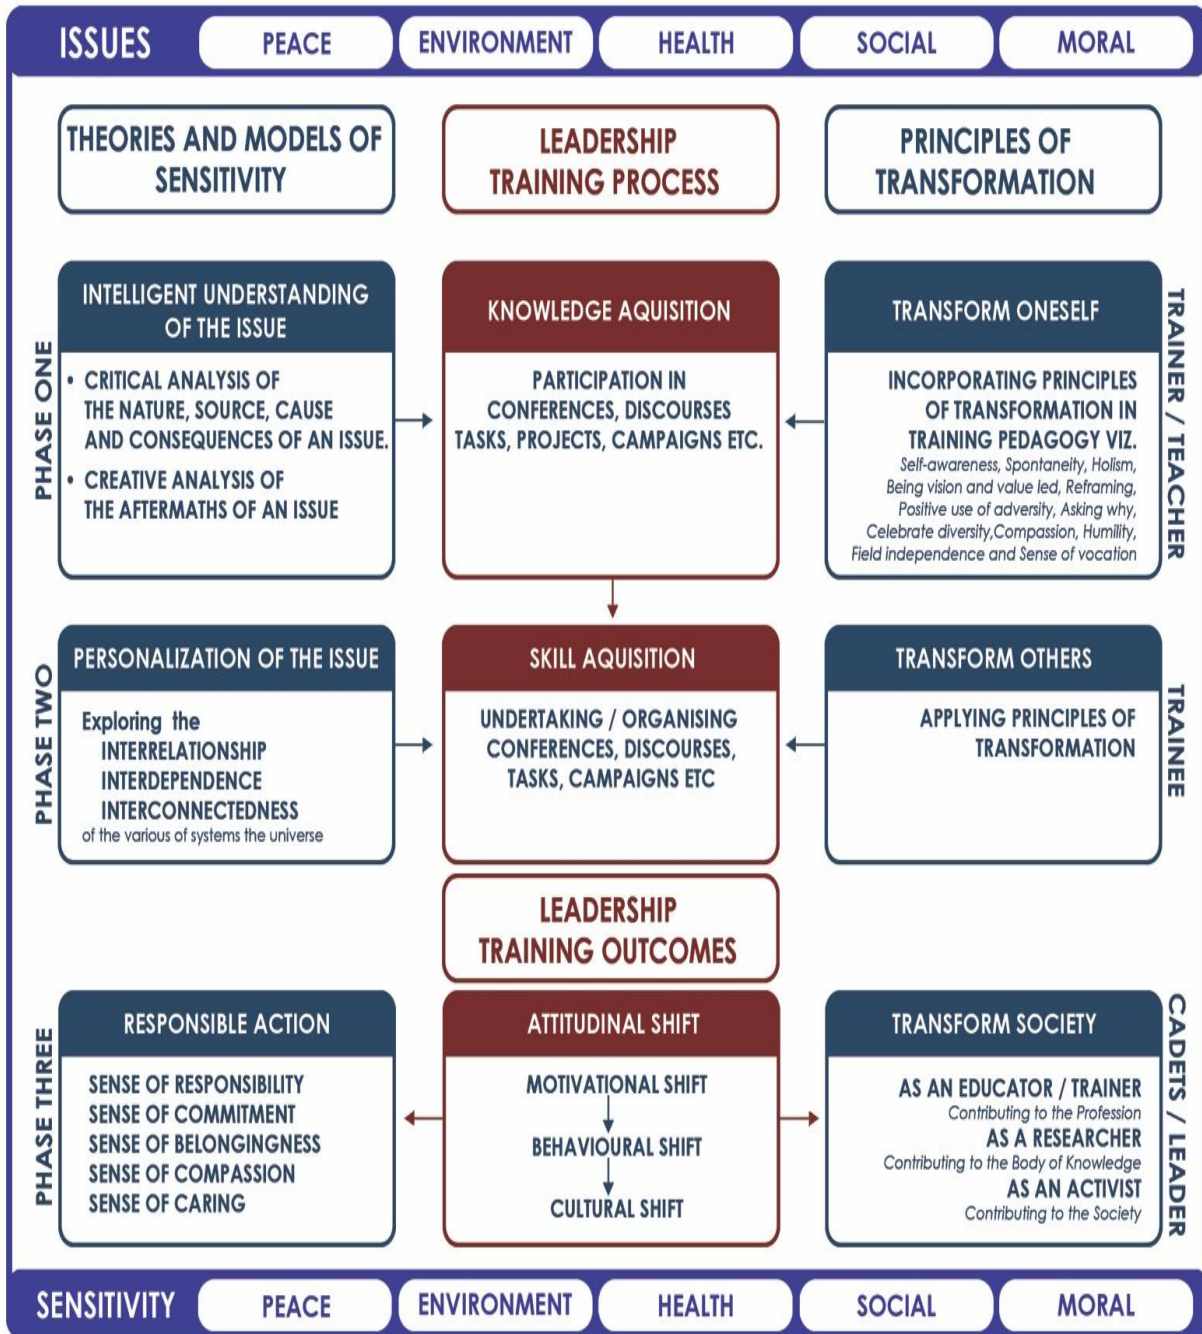 ISSUES PEACE ENVIRONMENT HEALTH SOCIAL MORAL
THEORIES AND MODELS OF
SENSITIVITY
LEADERSHIP
TRAINING PROCESS
PRINCIPLES OF
TRANSFORMATION
PHASE ONE
INTELLIGENT UNDERSTANDING
OF THE ISSUE
• CRITICAL ANALYSIS OF
THE NATURE, SOURCE, CAUSE
AND CONSEQUENCES OF AN ISSUE.
• CREATIVE ANALYSIS OF
THE AFTERMATHS OF AN ISSUE
KNOWLEDGE AQUISITION
PARTICIPATION IN
CONFERENCES, DISCOURSES
TASKS, PROJECTS, CAMPAIGNS ETC.
TRANSFORM ONESELF
INCORPORATING PRINCIPLES
OF TRANSFORMATION IN
TRAINING PEDAGOGY VIZ.
Self-awareness, Spontaneity, Holism,
Being vision and value led, Reframing,
Positive use of adversity, Asking why,
Celebrate diversity,Compassion, Humility,
Field independence and Sense of vocation
TRAINER / TEACHER
PHASE TWO
PERSONALIZATION OF THE ISSUE
Exploring the
INTERRELATIONSHIP
INTERDEPENDENCE
INTERCONNECTEDNESS
of the various of systems the universe
SKILL AQUISITION
UNDERTAKING / ORGANISING
CONFERENCES, DISCOURSES,
TASKS, CAMPAIGNS ETC
TRANSFORM OTHERS
APPLYING PRINCIPLES OF
TRANSFORMATION
TRAINEE
LEADERSHIP
TRAINING OUTCOMES
PHASE THREE
RESPONSIBLE ACTION
SENSE OF RESPONSIBILITY
SENSE OF COMMITMENT
SENSE OF BELONGINGNESS
SENSE OF COMPASSION
SENSE OF CARING
ATTITUDINAL SHIFT
MOTIVATIONAL SHIFT
BEHAVIOURAL SHIFT
CULTURAL SHIFT
TRANSFORM SOCIETY
AS AN EDUCATOR / TRAINER
Contributing to the Profession
AS A RESEARCHER
Contributing to the Body of Knowledge
AS AN ACTIVIST
Contributing to the Society
CADETS / LEADER
SENSITIVITY PEACE ENVIRONMENT HEALTH SOCIAL MORAL